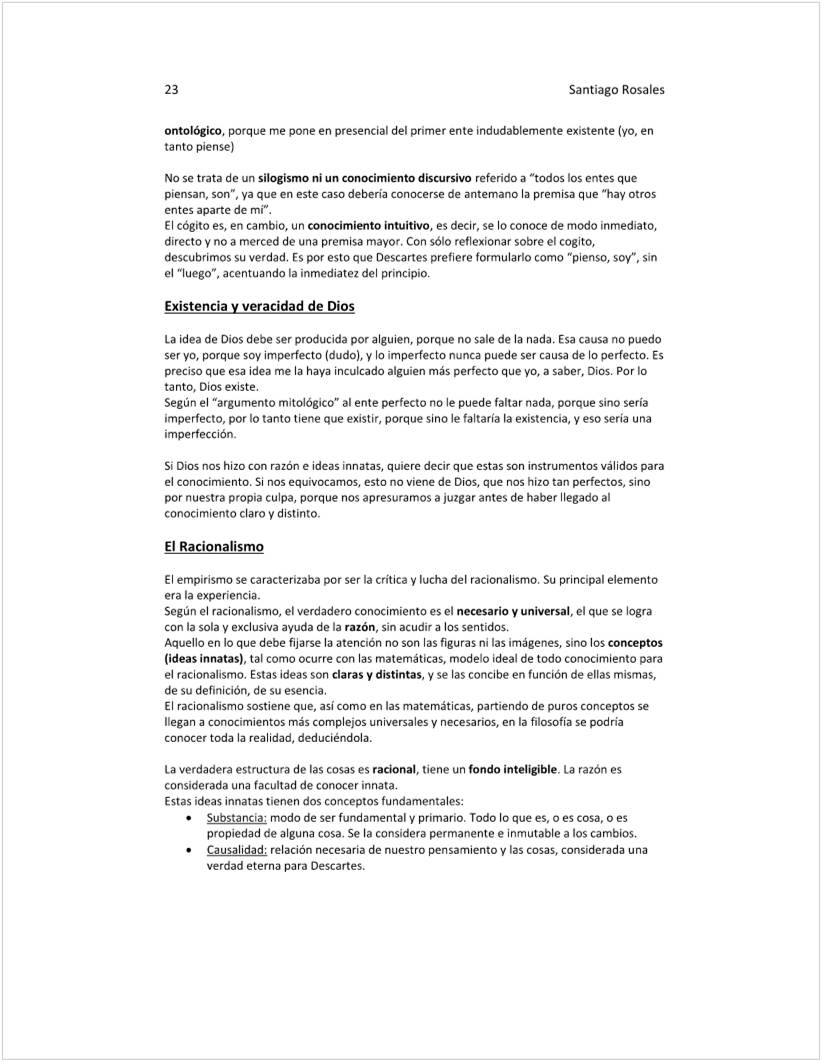 23 Santiago Rosales
ontológico, porque me pone en presencial del primer ente indudablemente existente (yo, en
tanto piense)
No se trata de un silogismo ni un conocimiento discursivo referido a “todos los entes que
piensan, son”, ya que en este caso debería conocerse de antemano la premisa que “hay otros
entes aparte de mí”.
El cógito es, en cambio, un conocimiento intuitivo, es decir, se lo conoce de modo inmediato,
directo y no a merced de una premisa mayor. Con sólo reflexionar sobre el cogito,
descubrimos su verdad. Es por esto que Descartes prefiere formularlo como “pienso, soy”, sin
el “luego”, acentuando la inmediatez del principio.
Existencia y veracidad de Dios
La idea de Dios debe ser producida por alguien, porque no sale de la nada. Esa causa no puedo
ser yo, porque soy imperfecto (dudo), y lo imperfecto nunca puede ser causa de lo perfecto. Es
preciso que esa idea me la haya inculcado alguien más perfecto que yo, a saber, Dios. Por lo
tanto, Dios existe.
Según el “argumento mitológico” al ente perfecto no le puede faltar nada, porque sino sería
imperfecto, por lo tanto tiene que existir, porque sino le faltaría la existencia, y eso sería una
imperfección.
Si Dios nos hizo con razón e ideas innatas, quiere decir que estas son instrumentos válidos para
el conocimiento. Si nos equivocamos, esto no viene de Dios, que nos hizo tan perfectos, sino
por nuestra propia culpa, porque nos apresuramos a juzgar antes de haber llegado al
conocimiento claro y distinto.
El Racionalismo
El empirismo se caracterizaba por ser la crítica y lucha del racionalismo. Su principal elemento
era la experiencia.
Según el racionalismo, el verdadero conocimiento es el necesario y universal, el que se logra
con la sola y exclusiva ayuda de la razón, sin acudir a los sentidos.
Aquello en lo que debe fijarse la atención no son las figuras ni las imágenes, sino los conceptos
(ideas innatas), tal como ocurre con las matemáticas, modelo ideal de todo conocimiento para
el racionalismo. Estas ideas son claras y distintas, y se las concibe en función de ellas mismas,
de su definición, de su esencia.
El racionalismo sostiene que, así como en las matemáticas, partiendo de puros conceptos se
llegan a conocimientos más complejos universales y necesarios, en la filosofía se podría
conocer toda la realidad, deduciéndola.
La verdadera estructura de las cosas es racional, tiene un fondo inteligible. La razón es
considerada una facultad de conocer innata.
Estas ideas innatas tienen dos conceptos fundamentales:
• Substancia: modo de ser fundamental y primario. Todo lo que es, o es cosa, o es
propiedad de alguna cosa. Se la considera permanente e inmutable a los cambios.
• Causalidad: relación necesaria de nuestro pensamiento y las cosas, considerada una
verdad eterna para Descartes.